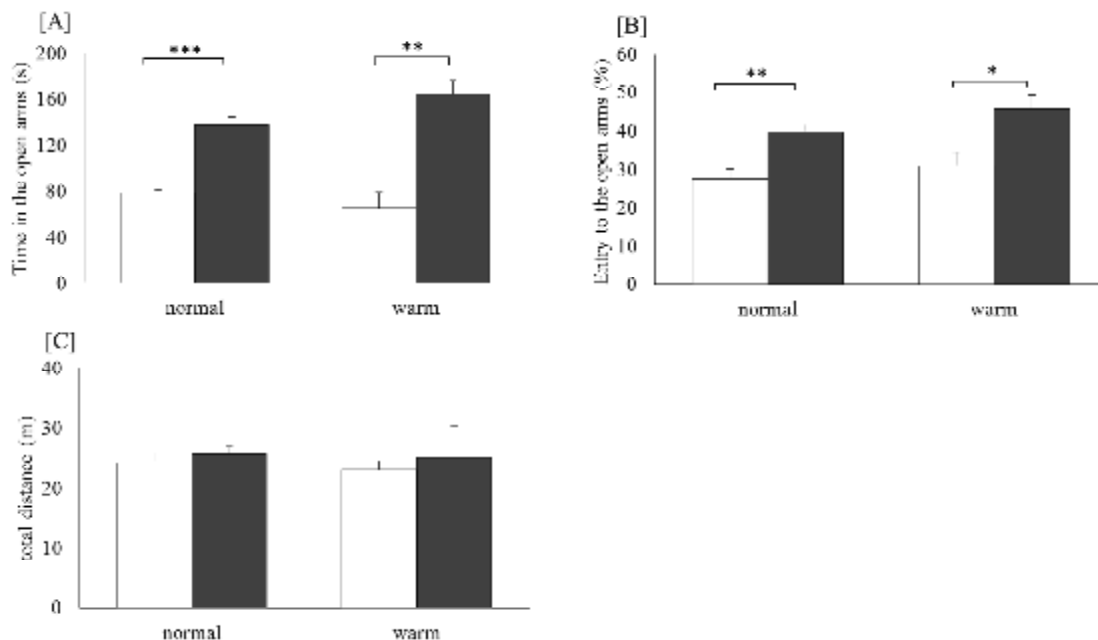 [A]
Time in the open arms (s)
200
160
120
80
40
0
***
**
normal
warm
[B]
Entry to the open arms (%)
60
50
40
30
20
10
0
**
*
normal
warm
[C]
total distance (m)
40
30
20
10
0
normal
warm